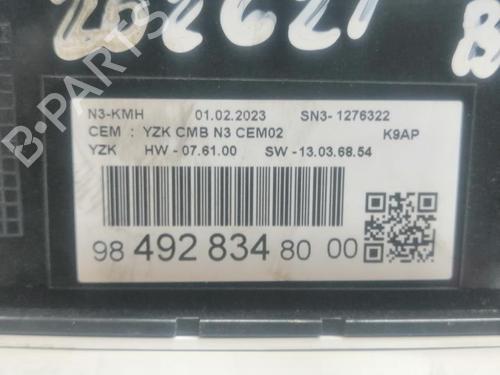 N3-KMH 01.02.2023 SN3- 1276322
CEM : YZK CMB N3 CEM02 K9AP
YZK HW - 07.61.00 SW -13.03.68.54
98 492 834 80 00
B-PARTS